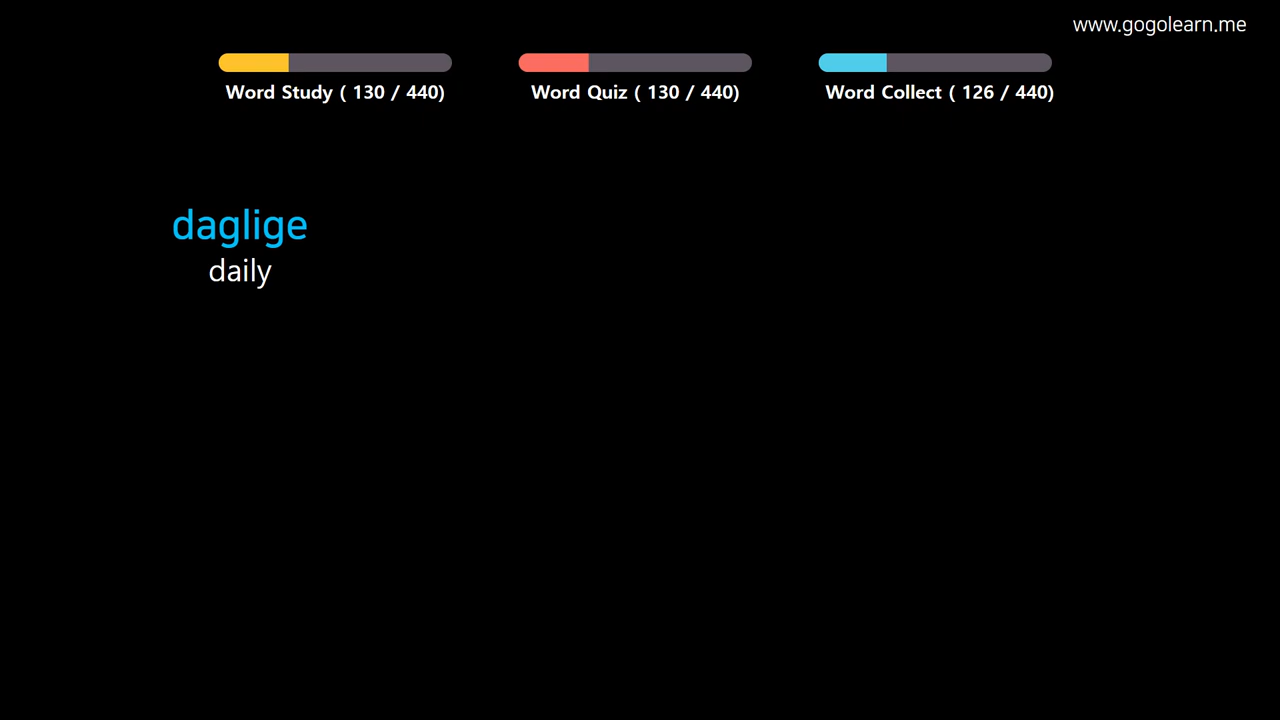 www.gogolearn.me
Word Study ( 130 / 440)
Word Quiz ( 130 / 440)
Word Collect ( 126 / 440)
daglige
daily